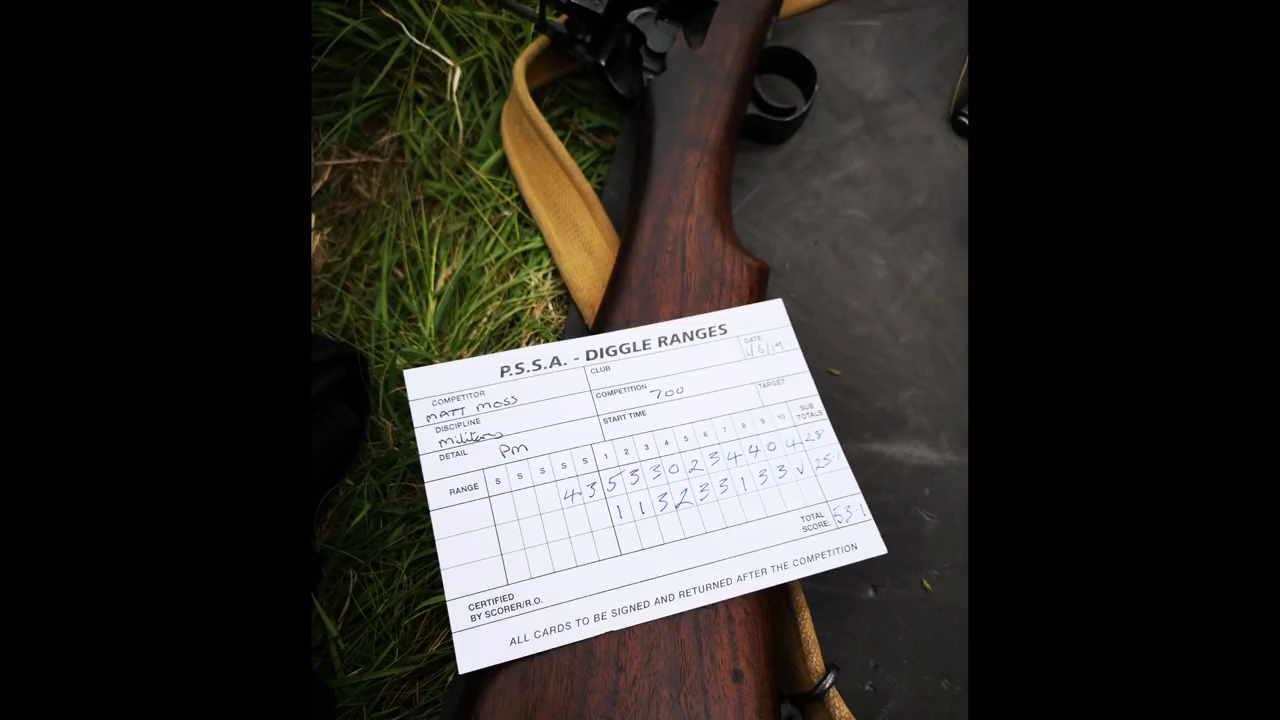 P.S.S.A. - DIGGLE RANGES
COMPETITOR
MATT MOSS
CLUB
DATE
1/6/19
DISCIPLINE
Military
COMPETITION 700
TARGET
DETAIL PM
START TIME
RANGE S S S S S 1 2 3 4 5 6 7 8 9 10 SUB TOTALS
4 3 5 3 3 0 2 3 4 4 0 4 28
1 1 3 2 3 3 1 3 3 V 25.1
TOTAL SCORE: 53.1
CERTIFIED
BY SCORER/R.O.
ALL CARDS TO BE SIGNED AND RETURNED AFTER THE COMPETITION